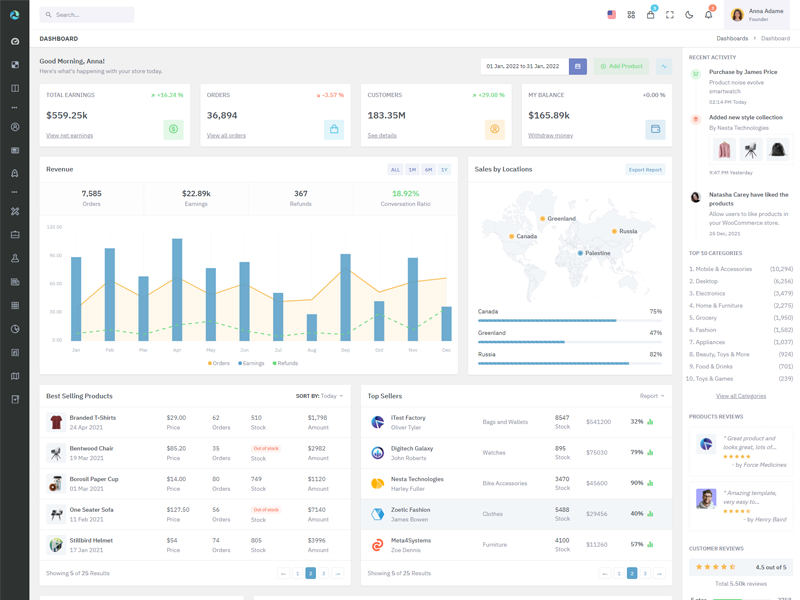 Search...
5
3
Anna Adame
Founder
DASHBOARD
Dashboards > Dashboard
Good Morning, Anna!
Here's what's happening with your store today.
01 Jan, 2022 to 31 Jan, 2022
Add Product
TOTAL EARNINGS +16.24 %
$559.25k
View net earnings
ORDERS -3.57 %
36,894
View all orders
CUSTOMERS +29.08 %
183.35M
See details
MY BALANCE +0.00 %
$165.89k
Withdraw money
Revenue
ALL 1M 6M 1Y
7,585 $22.89k 367 18.92%
Orders Earnings Refunds Conversation Ratio
120.00
90.00
60.00
30.00
0.00
Jan Feb Mar Apr May Jun Jul Aug Sep Oct Nov Dec
Orders Earnings Refunds
Sales by Locations
Export Report
Greenland
Canada
Russia
Palestine
Canada 75%
Greenland 47%
Russia 82%
Best Selling Products
SORT BY: Today
Branded T-Shirts $29.00 62 510 $1,798
24 Apr 2021 Price Orders Stock Amount
Bentwood Chair $85.20 35 Out of stock $2982
19 Mar 2021 Price Orders Stock Amount
Borosil Paper Cup $14.00 80 749 $1120
01 Mar 2021 Price Orders Stock Amount
One Seater Sofa $127.50 56 Out of stock $7140
11 Feb 2021 Price Orders Stock Amount
Stillbird Helmet $54 74 805 $3996
17 Jan 2021 Price Orders Stock Amount
Showing 5 of 25 Results
← 1 2 3 →
Top Sellers
Report
iTest Factory Bags and Wallets 8547 $541200 32%
Oliver Tyler Stock
Digitech Galaxy Watches 895 $75030 79%
John Roberts Stock
Nesta Technologies Bike Accessories 3470 $45600 90%
Harley Fuller Stock
Zoetic Fashion Clothes 5488 $29456 40%
James Bowen Stock
Meta4Systems Furniture 4100 $11260 57%
Zoe Dennis Stock
Showing 5 of 25 Results
← 1 2 3 →
RECENT ACTIVITY
Purchase by James Price
Product noise evolve
smartwatch
02:14 PM Today
Added new style collection
By Nesta Technologies
9:47 PM Yesterday
Natasha Carey have liked the
products
Allow users to like products in
your WooCommerce store.
25 Dec, 2021
TOP 10 CATEGORIES
1. Mobile & Accessories (10,294)
2. Desktop (6,256)
3. Electronics (3,479)
4. Home & Furniture (2,275)
5. Grocery (1,950)
6. Fashion (1,582)
7. Appliances (1,037)
8. Beauty, Toys & More (924)
9. Food & Drinks (701)
10. Toys & Games (239)
View all Categories
PRODUCTS REVIEWS
" Great product and
looks great, lots of...
- by Force Medicines
" Amazing template,
very easy to...
- by Henry Baird
CUSTOMER REVIEWS
4.5 out of 5
Total 5.50k reviews